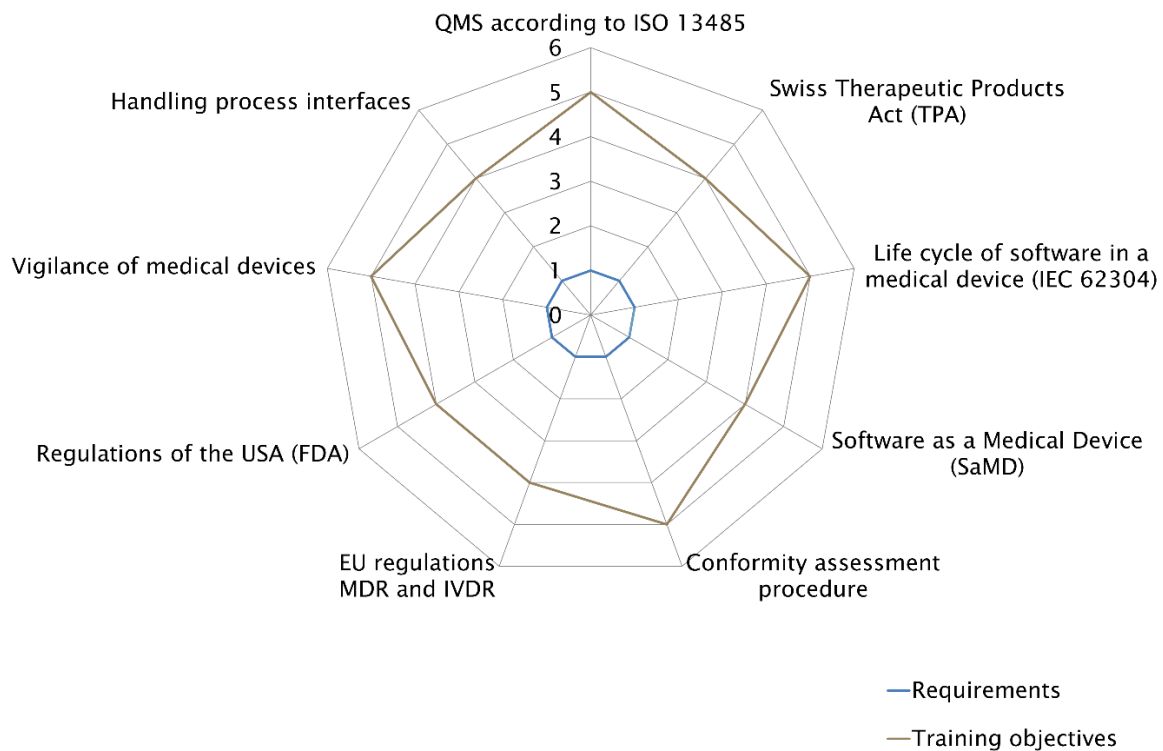 QMS according to ISO 13485
6
5
4
3
2
1
0
Swiss Therapeutic Products
Act (TPA)
Handling process interfaces
Life cycle of software in a
medical device (IEC 62304)
Vigilance of medical devices
Software as a Medical Device
(SaMD)
Regulations of the USA (FDA)
Conformity assessment
procedure
EU regulations
MDR and IVDR
Requirements
Training objectives